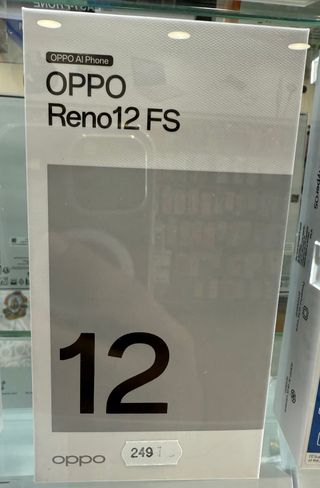 OPPO AI Phone
OPPO
Reno12 FS
12
oppo
249